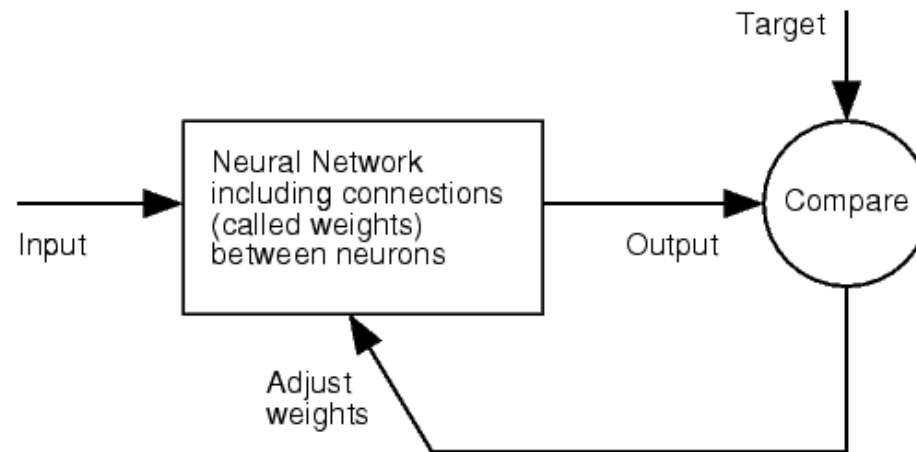 Target
Neural Network
including connections
(called weights)
between neurons
Compare
Input
Output
Adjust
weights